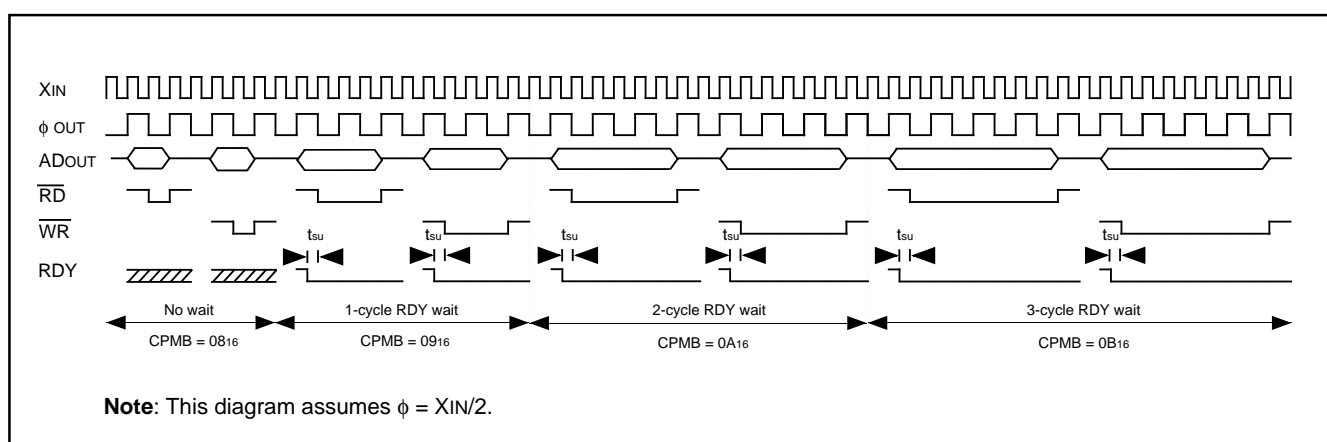 XIN
φ OUT
ADOUT
RD
WR
tsu tsu tsu tsu tsu tsu
RDY
No wait 1-cycle RDY wait 2-cycle RDY wait 3-cycle RDY wait
CPMB = 0816 CPMB = 0916 CPMB = 0A16 CPMB = 0B16
Note: This diagram assumes φ = XIN/2.